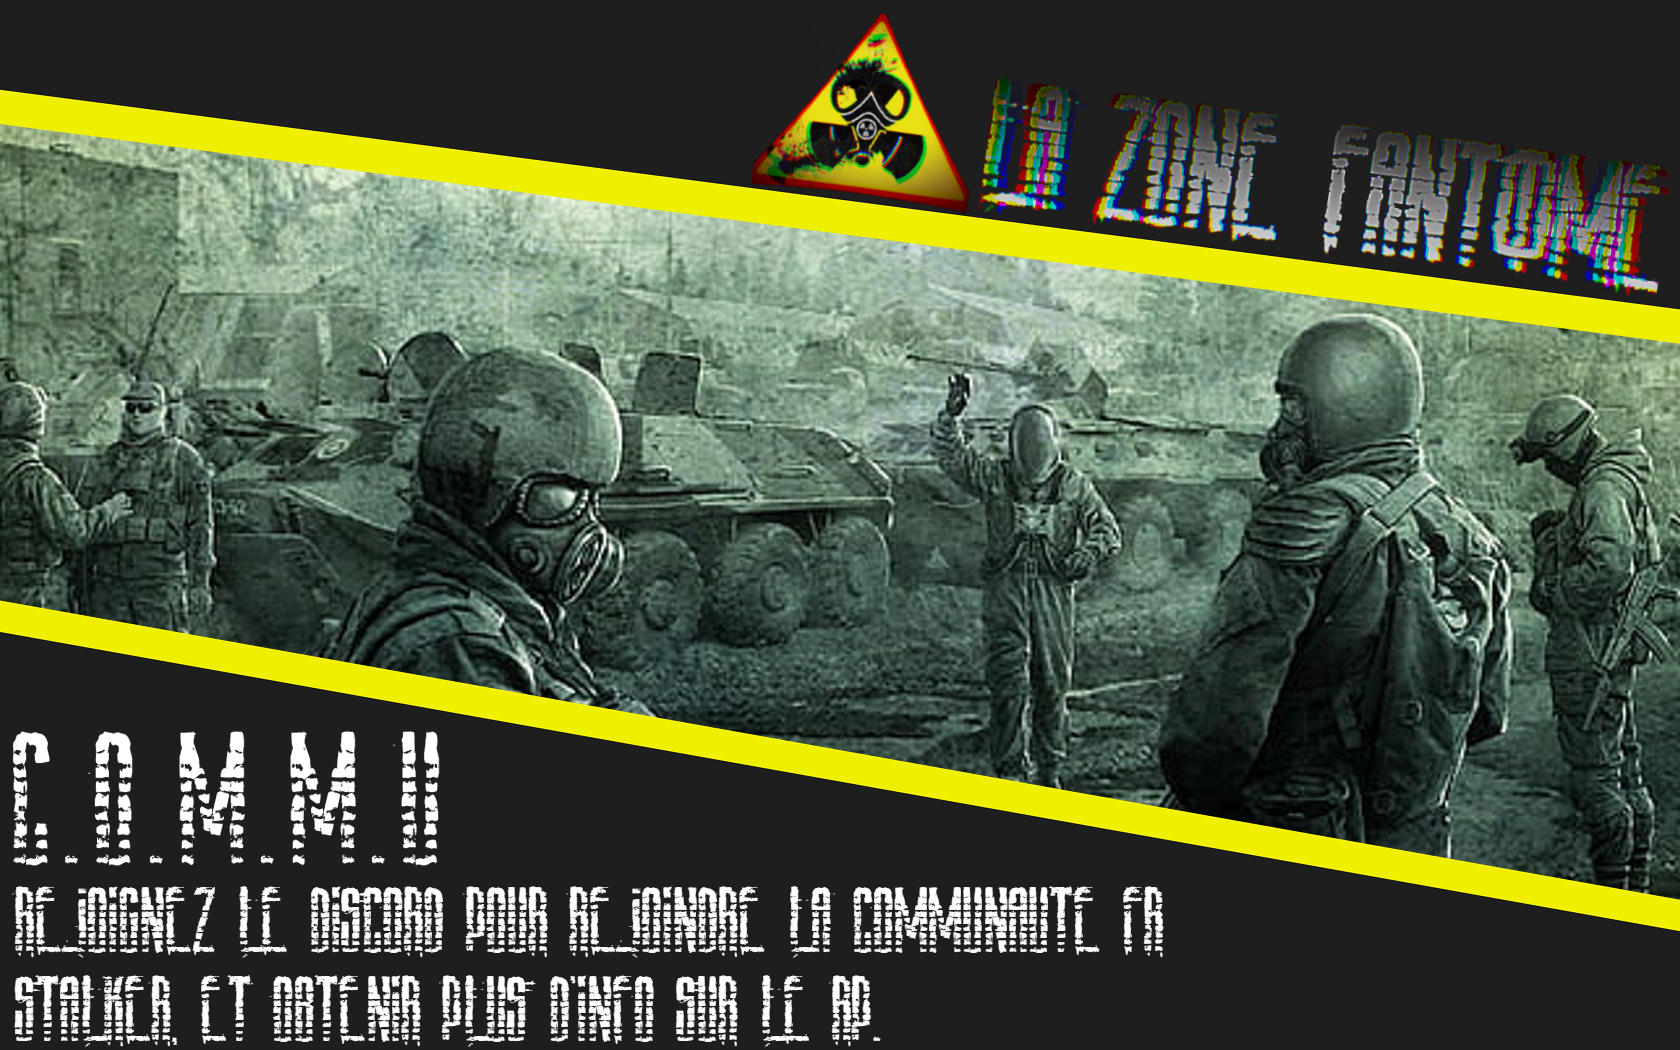 LA ZONE FANTOME
C.O.M.M.U
REJOIGNEZ LE DISCORD POUR REJOINDRE LA COMMUNAUTE FR
STALKER, ET OBTENIR PLUS D'INFO SUR LE RP.